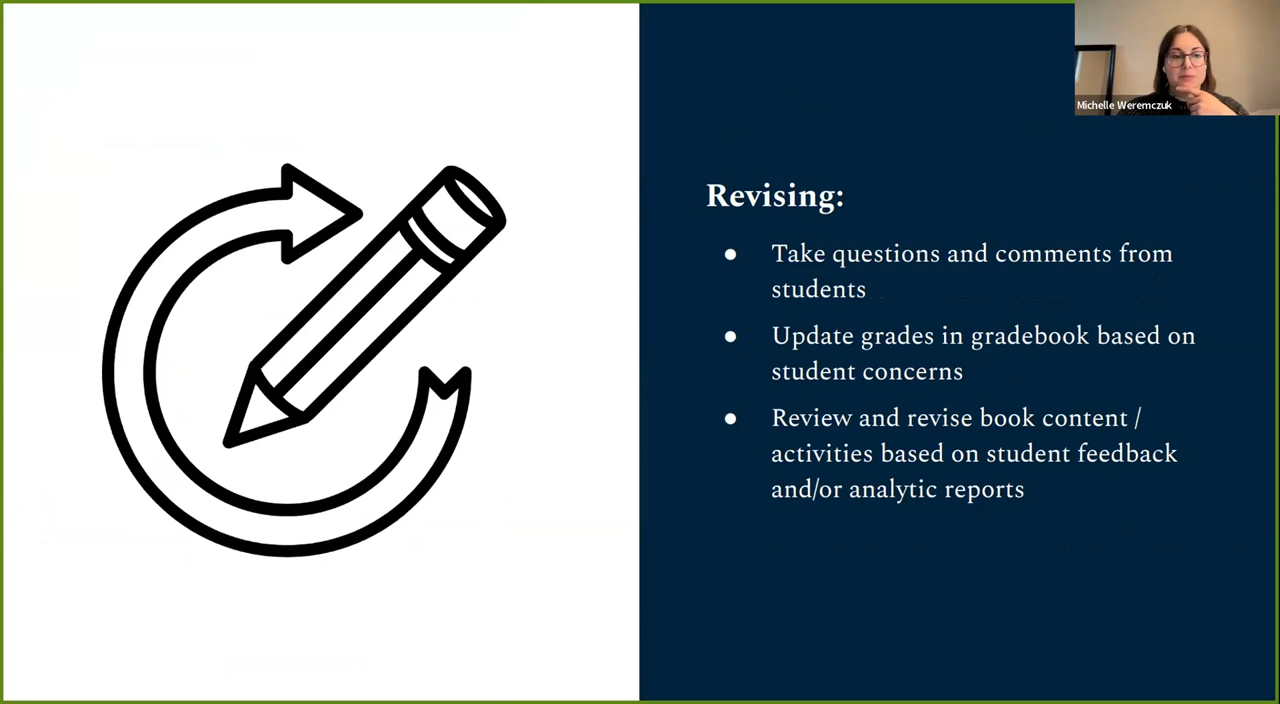 Michelle Weremczuk
Revising:
● Take questions and comments from
students
● Update grades in gradebook based on
student concerns
● Review and revise book content /
activities based on student feedback
and/or analytic reports